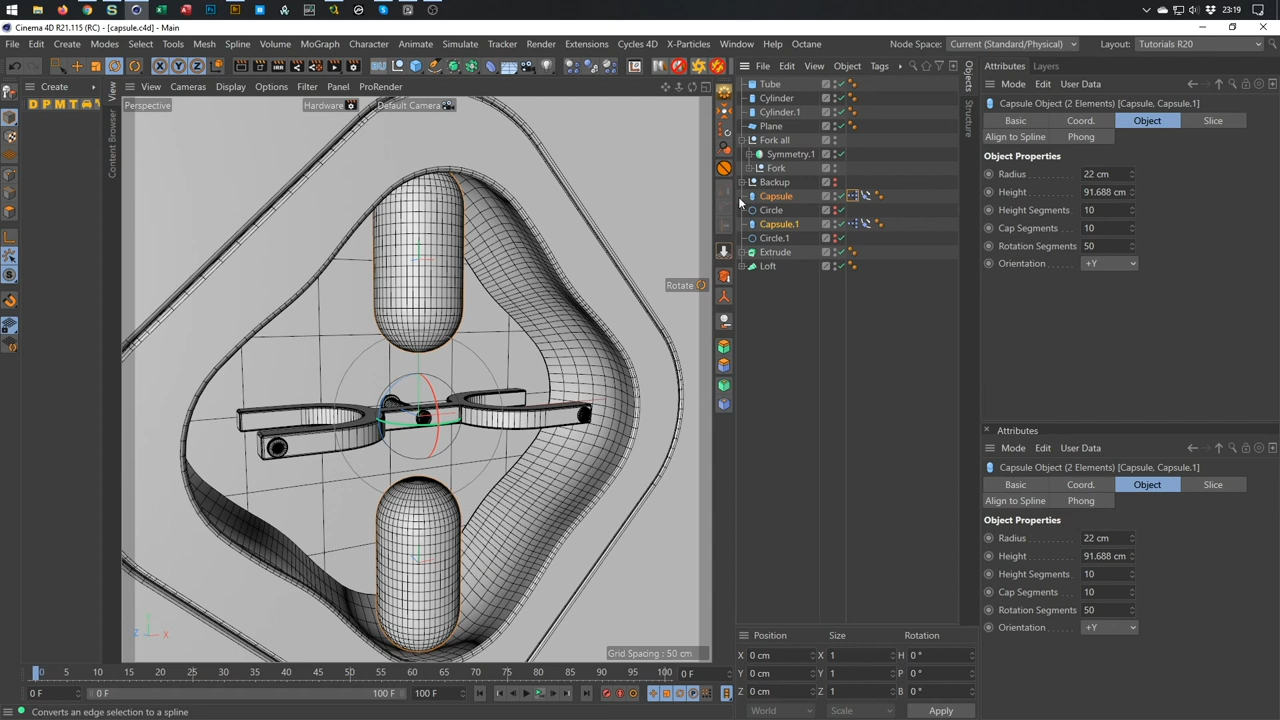 23:19
Cinema 4D R21.115 (RC) - [capsule.c4d] - Main
File Edit Create Modes Select Tools Mesh Spline Volume MoGraph Character Animate Simulate Tracker Render Extensions Cycles 4D X-Particles Window Help Octane
Node Space: Current (Standard/Physical) Layout: Tutorials R20
X Y Z
File Edit View Object Tags
Attributes Layers
Create
View Cameras Display Options Filter Panel ProRender
Mode Edit User Data
Perspective
Hardware
Default Camera
D P M T
View
Content Browser
Objects
Structure
Tube
Cylinder
Cylinder.1
Plane
Fork all
Symmetry.1
Fork
Backup
Capsule
Circle
Capsule.1
Circle.1
Extrude
Loft
Capsule Object (2 Elements) [Capsule, Capsule.1]
Basic Coord. Object Slice
Align to Spline Phong
Object Properties
Radius 22 cm
Height 91.688 cm
Height Segments 10
Cap Segments 10
Rotation Segments 50
Orientation +Y
Rotate
Attributes
Mode Edit User Data
Capsule Object (2 Elements) [Capsule, Capsule.1]
Basic Coord. Object Slice
Align to Spline Phong
Object Properties
Radius 22 cm
Height 91.688 cm
Height Segments 10
Cap Segments 10
Rotation Segments 50
Orientation +Y
Y
Z X
Grid Spacing : 50 cm
Position Size Rotation
X 0 cm X 1 H 0 °
Y 0 cm Y 1 P 0 °
Z 0 cm Z 1 B 0 °
World Scale Apply
0 5 10 15 20 25 30 35 40 45 50 55 60 65 70 75 80 85 90 95 100 0 F
0 F 0 F 100 F 100 F
Converts an edge selection to a spline